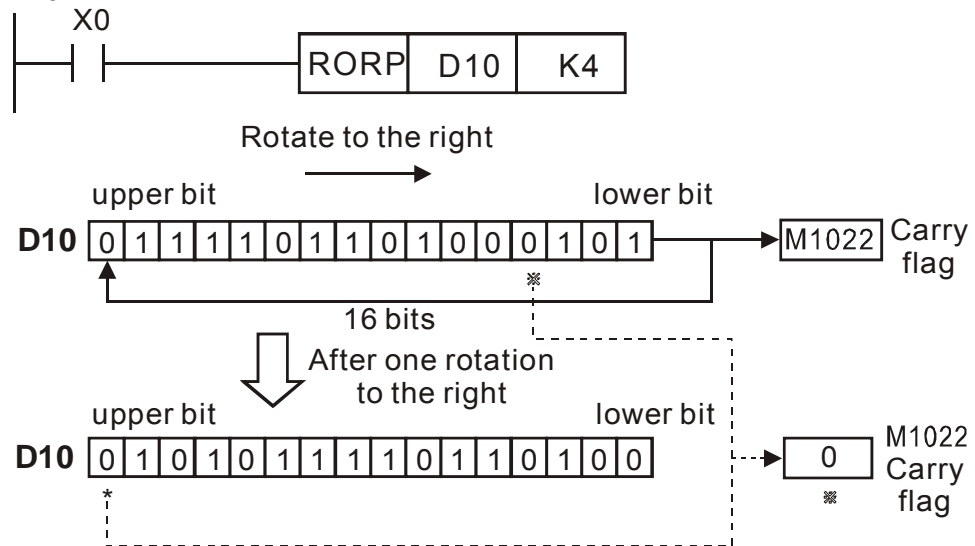 X0
RORP D10 K4
Rotate to the right
upper bit lower bit
D10 0 1 1 1 1 0 1 1 0 1 0 0 0 1 0 1 M1022 Carry
flag
※
16 bits
After one rotation
to the right
upper bit lower bit
D10 0 1 0 1 0 1 1 1 1 0 1 1 0 1 0 0 0 M1022
Carry
flag
* ※